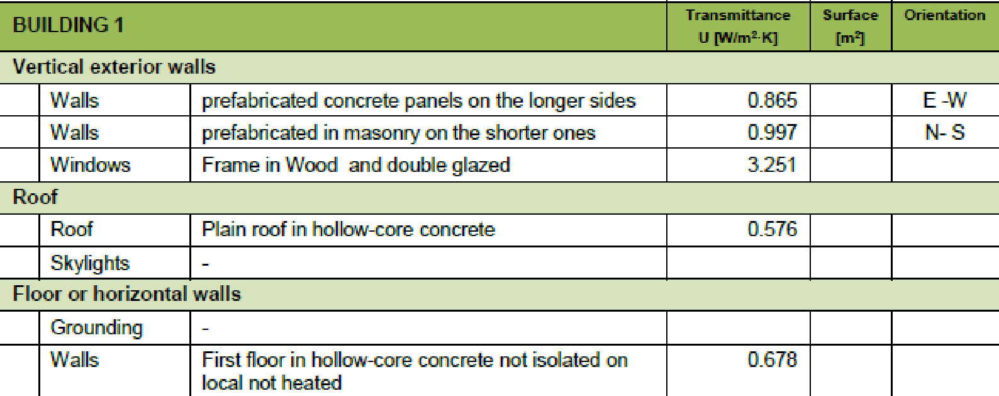 BUILDING 1 Transmittance U [W/m²·K] Surface [m²] Orientation
Vertical exterior walls
Walls prefabricated concrete panels on the longer sides 0.865 E -W
Walls prefabricated in masonry on the shorter ones 0.997 N- S
Windows Frame in Wood and double glazed 3.251
Roof
Roof Plain roof in hollow-core concrete 0.576
Skylights -
Floor or horizontal walls
Grounding -
Walls First floor in hollow-core concrete not isolated on 0.678
local not heated